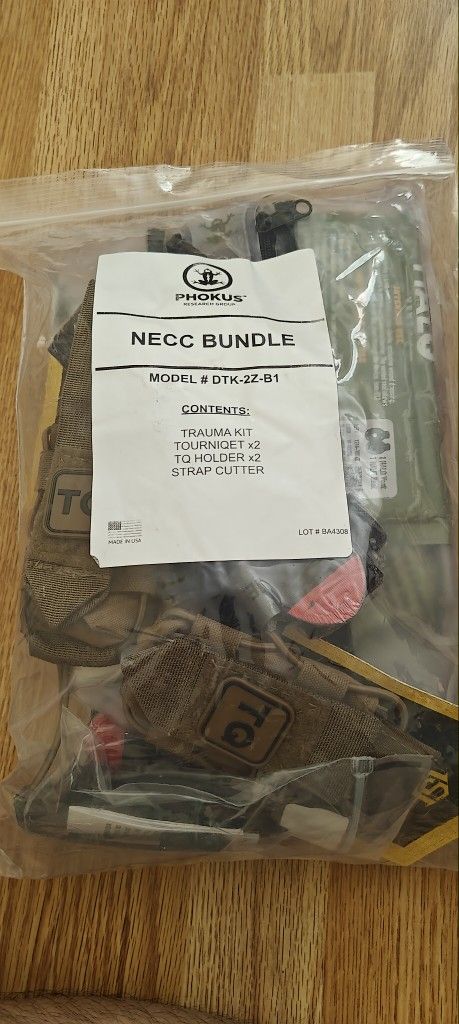 PHOKUS™
RESEARCH GROUP
NECC BUNDLE
MODEL # DTK-2Z-B1
CONTENTS:
TRAUMA KIT
TOURNIQET x2
TQ HOLDER x2
STRAP CUTTER
MADE IN USA
LOT # BA4308
TQ
TQ